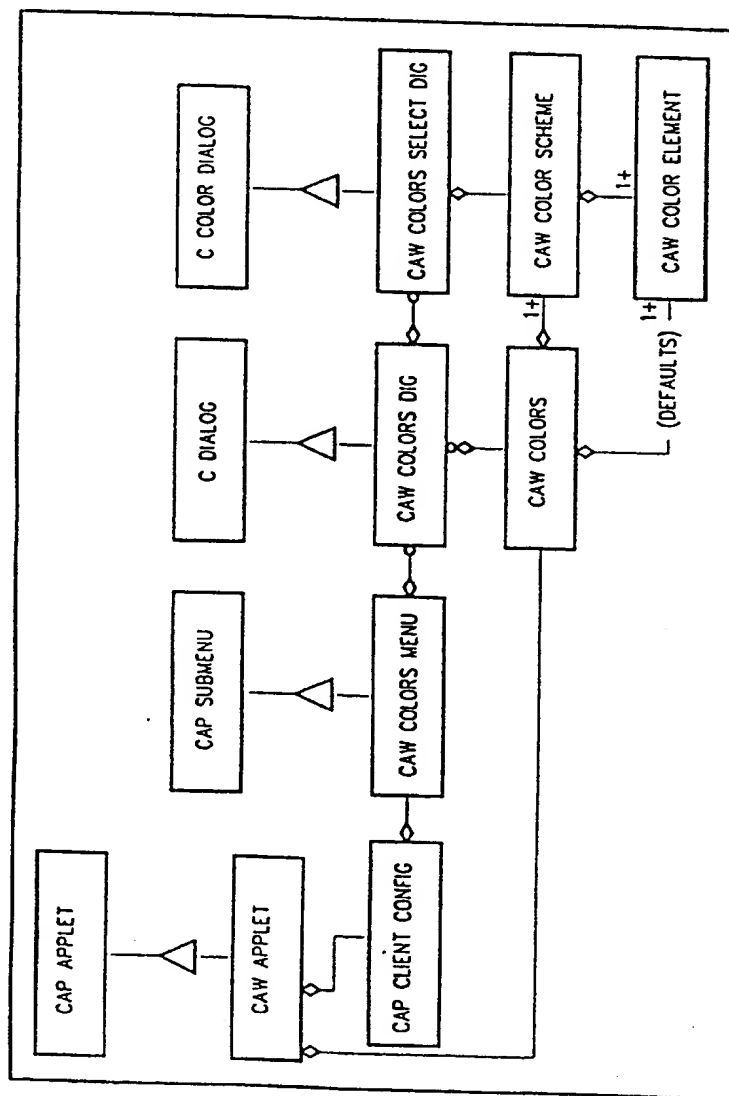 CAP APPLET
CAW APPLET
CAP CLIENT CONFIG
CAP SUBMENU
CAW COLORS MENU
C DIALOG
CAW COLORS DIG
CAW COLORS
C COLOR DIALOG
CAW COLORS SELECT DIG
1+
CAW COLOR SCHEME
1+
1+
(DEFAULTS)
CAW COLOR ELEMENT